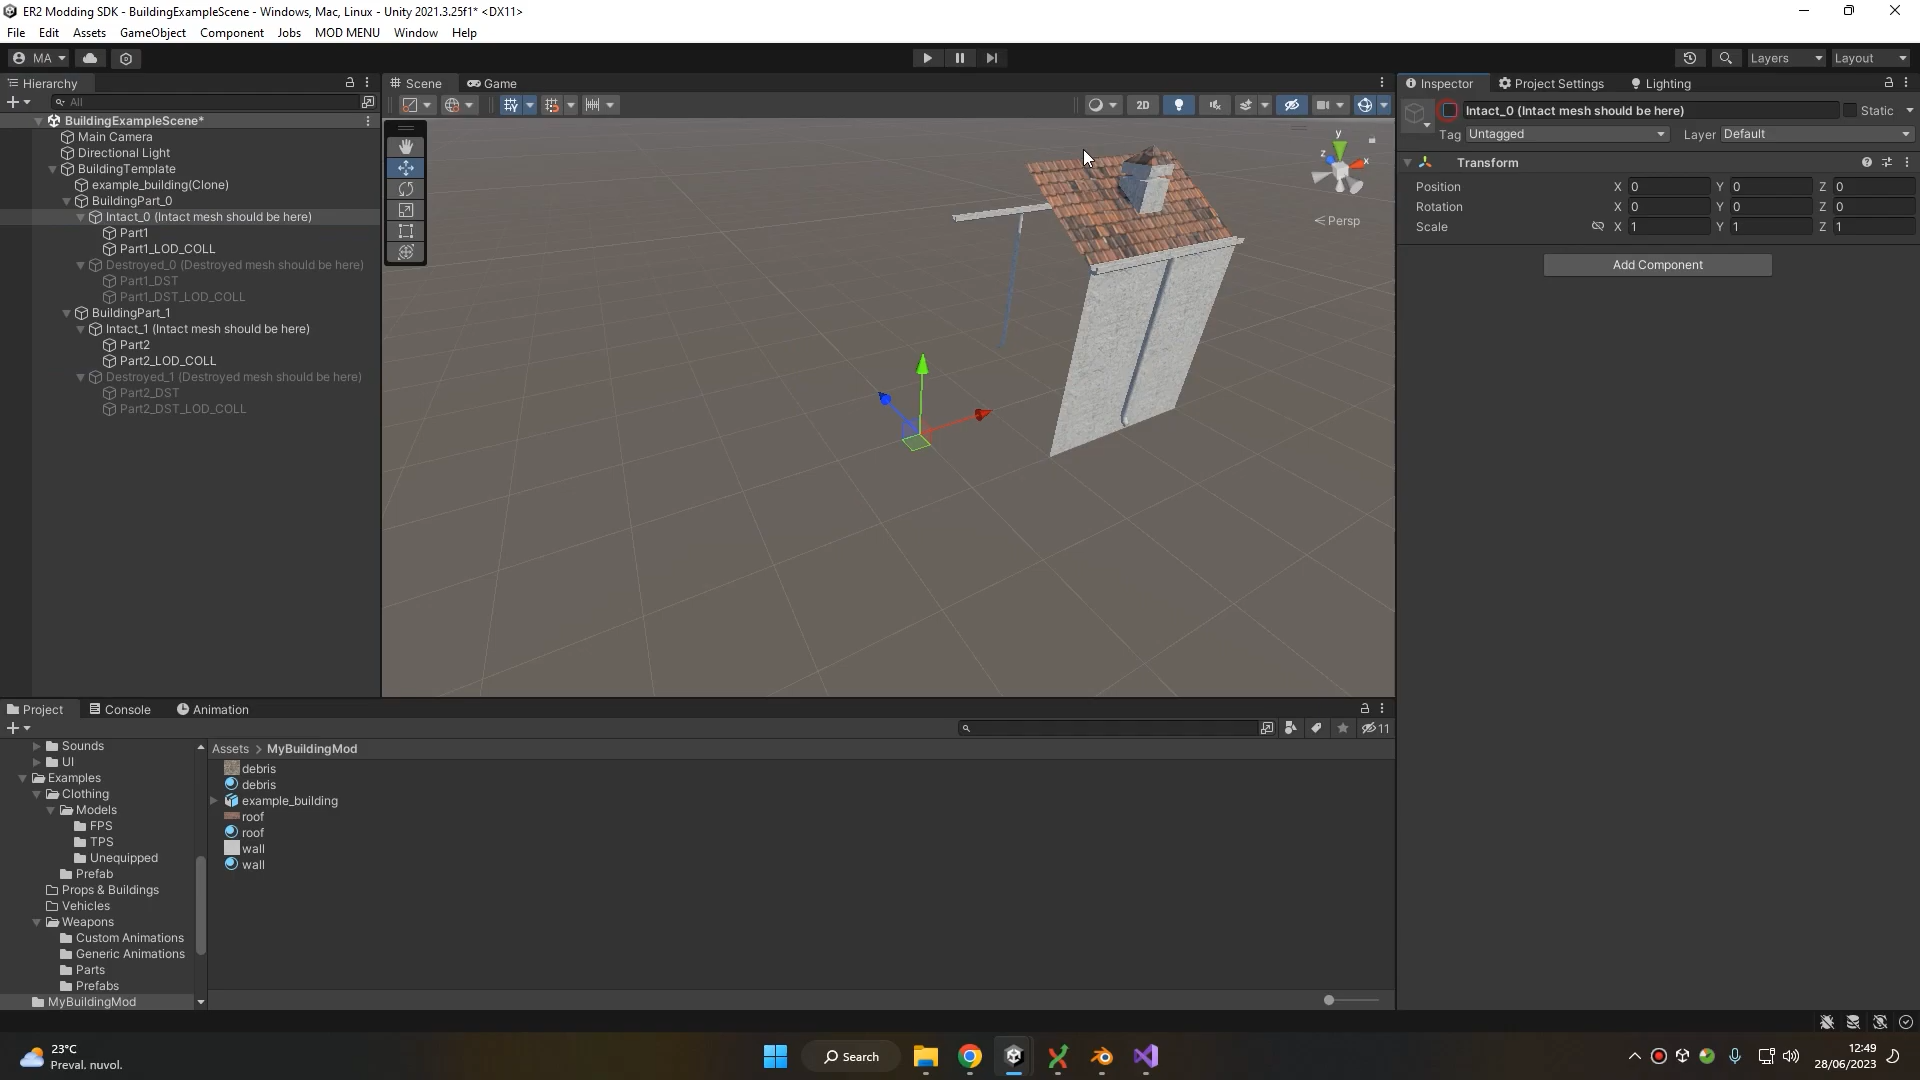 ER2 Modding SDK - BuildingExampleScene - Windows, Mac, Linux - Unity 2021.3.25f1* <DX11>
File Edit Assets GameObject Component Jobs MOD MENU Window Help
MA Layers Layout
Hierarchy Scene Game Inspector Project Settings Lighting
All 2D Intact_0 (Intact mesh should be here) Static
BuildingExampleScene*
Tag Untagged Layer Default
Main Camera
Directional Light
BuildingTemplate
example_building(Clone)
BuildingPart_0
Intact_0 (Intact mesh should be here)
Part1
Part1_LOD_COLL
Destroyed_0 (Destroyed mesh should be here)
Part1_DST
Part1_DST_LOD_COLL
BuildingPart_1
Intact_1 (Intact mesh should be here)
Part2
Part2_LOD_COLL
Destroyed_1 (Destroyed mesh should be here)
Part2_DST
Part2_DST_LOD_COLL
y
z x
Persp
Transform
Position X 0 Y 0 Z 0
Rotation X 0 Y 0 Z 0
Scale X 1 Y 1 Z 1
Add Component
Project Console Animation
11
Sounds
UI
Examples
Clothing
Models
FPS
TPS
Unequipped
Prefab
Props & Buildings
Vehicles
Weapons
Custom Animations
Generic Animations
Parts
Prefabs
MyBuildingMod
Assets > MyBuildingMod
debris
debris
example_building
roof
roof
wall
wall
23°C
Preval. nuvol.
Search
12:49
28/06/2023